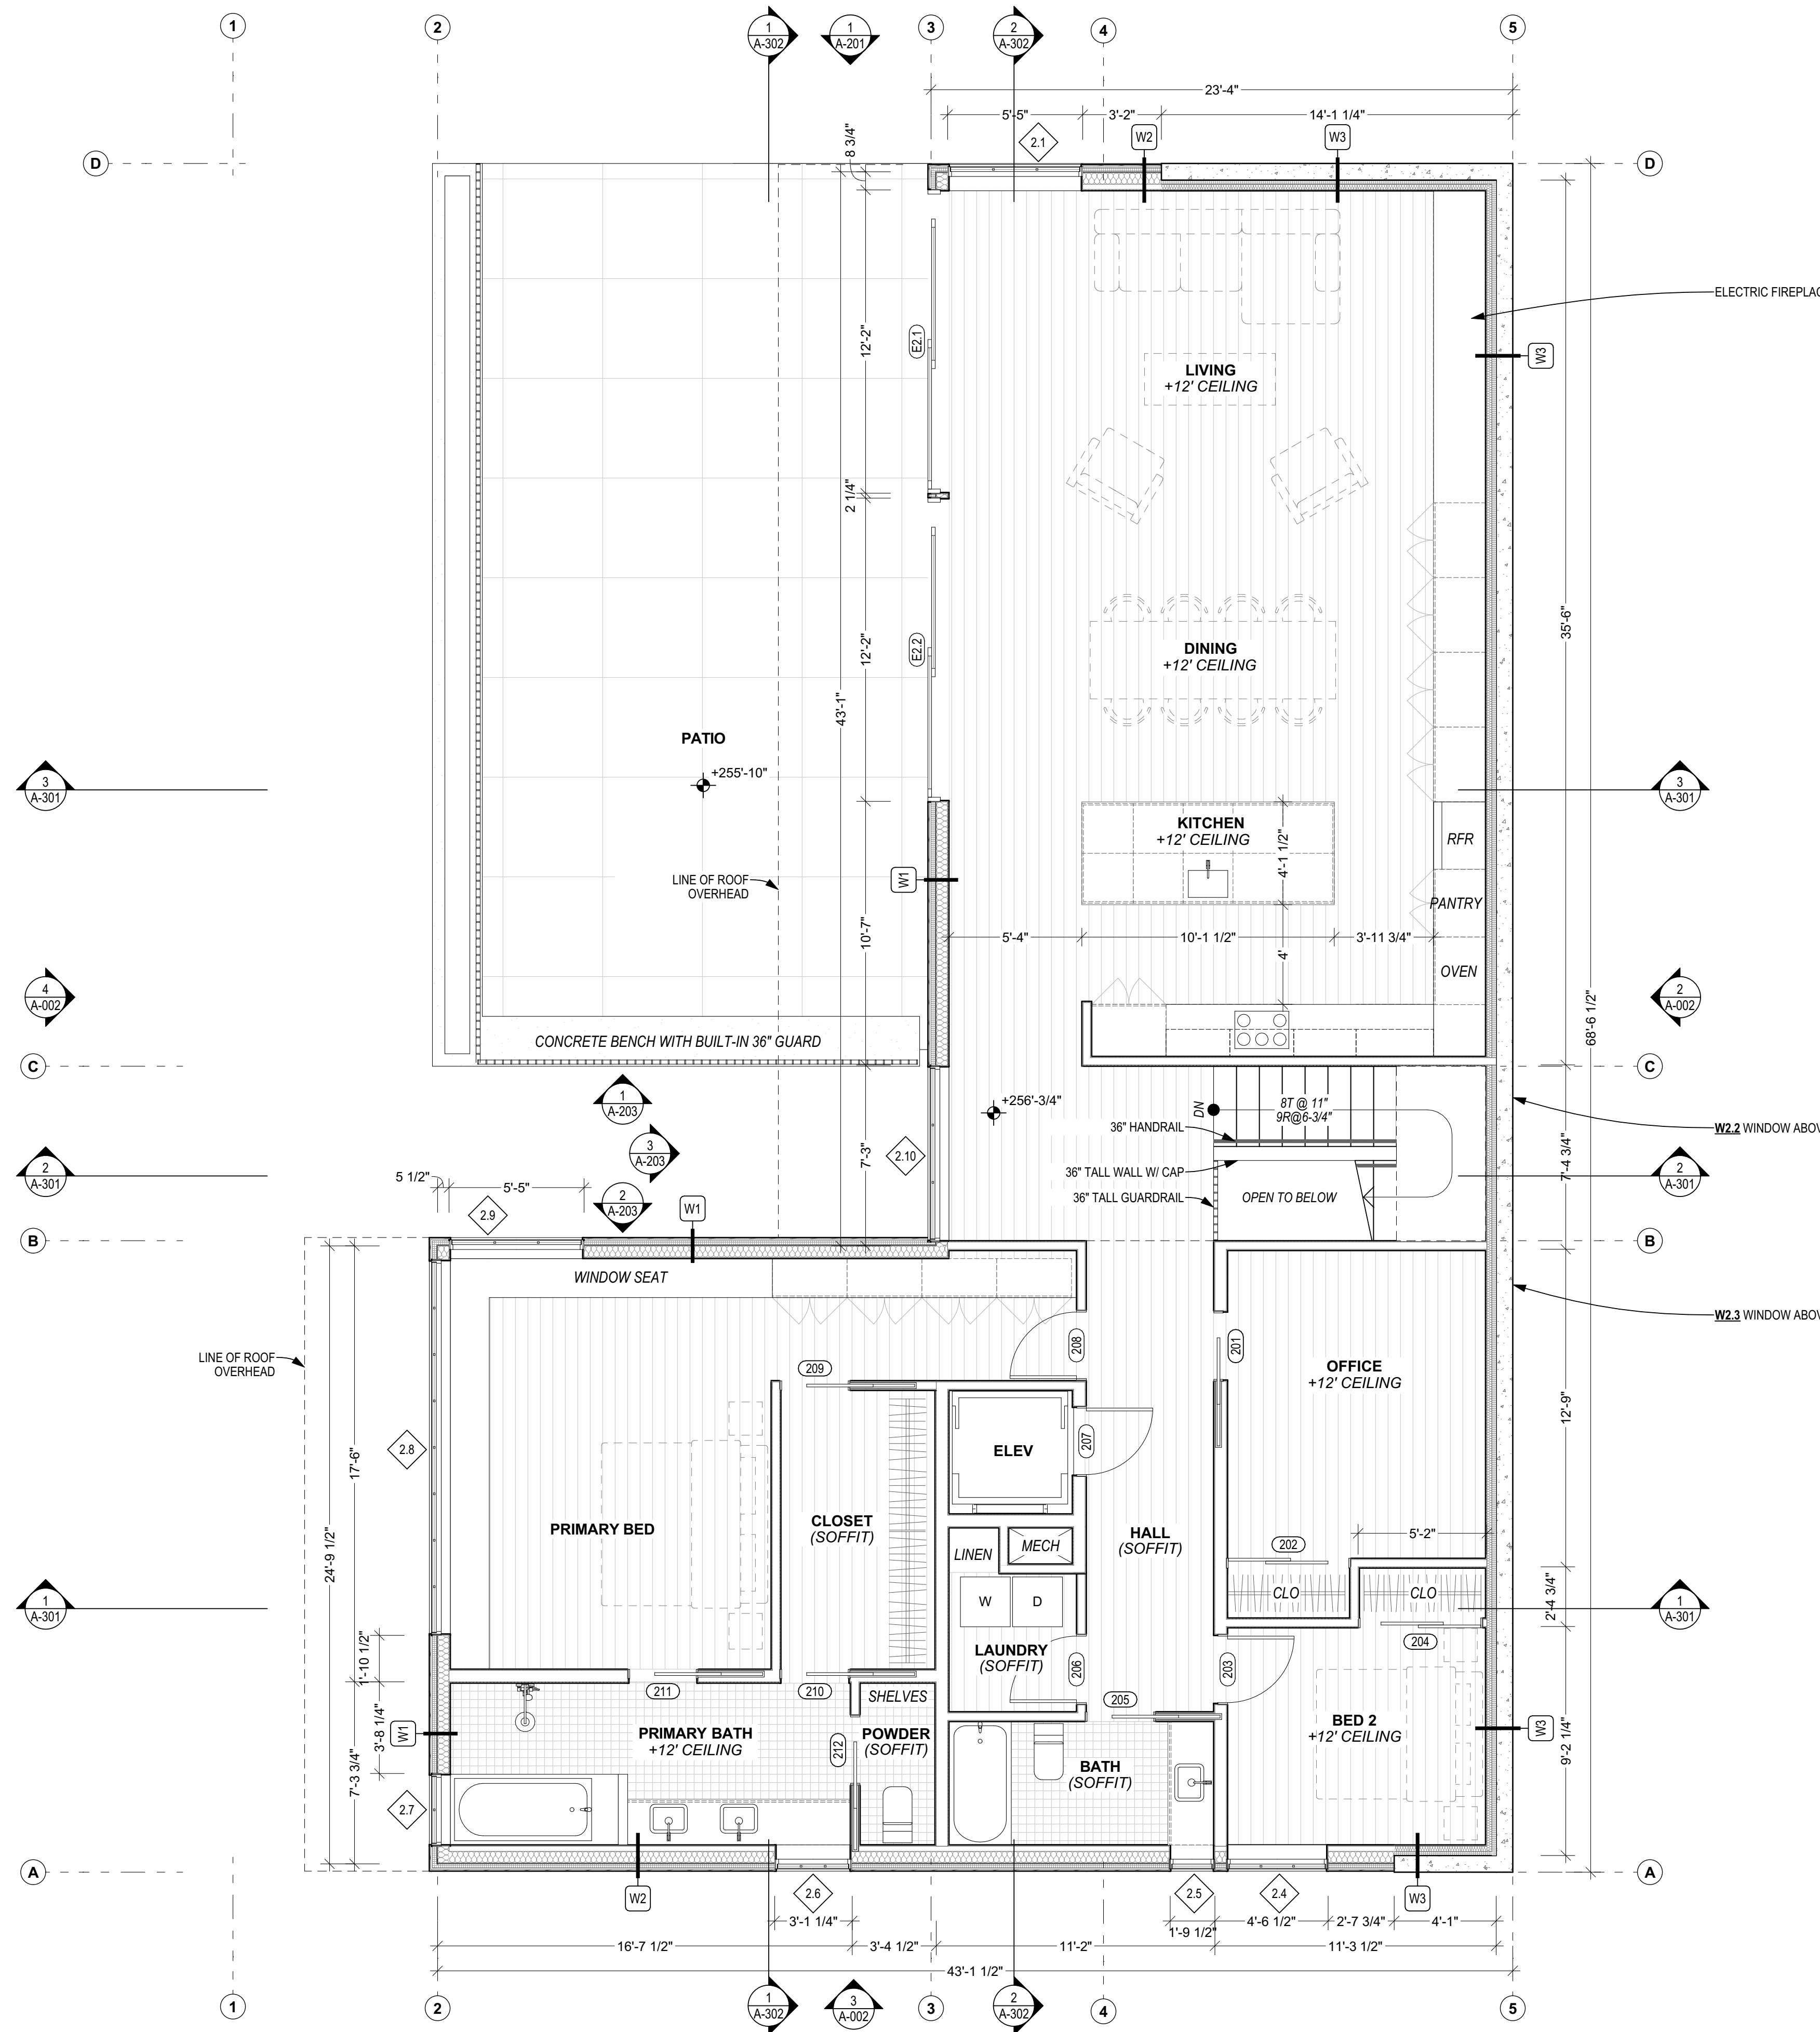 1
2
1
A-302
1
A-201
3
2
A-302
4
5
23'-4"
5'-5"
3'-2"
14'-1 1/4"
2.1
W2
W3
D
D
8 3/4"
ELECTRIC FIREPLAC
12'-2"
E2.1
W3
LIVING
+12' CEILING
2 1/4"
35'-6"
12'-2"
E2.2
DINING
+12' CEILING
43'-1"
PATIO
+255'-10"
3
A-301
3
A-301
KITCHEN
+12' CEILING
4'-1 1/2"
RFR
LINE OF ROOF
OVERHEAD
W1
PANTRY
10'-7"
5'-4"
10'-1 1/2"
3'-11 3/4"
4'
OVEN
4
A-002
2
A-002
68'-6 1/2"
CONCRETE BENCH WITH BUILT-IN 36" GUARD
C
C
1
A-203
+256'-3/4"
DN
8T @ 11"
9R@6-3/4"
36" HANDRAIL
W2.2 WINDOW ABOV
3
A-203
2.10
7'-3"
36" TALL WALL W/ CAP
7'-4 3/4"
2
A-301
2
A-301
5 1/2"
5'-5"
36" TALL GUARDRAIL
OPEN TO BELOW
2
A-203
2.9
W1
B
B
WINDOW SEAT
W2.3 WINDOW ABOV
208
201
LINE OF ROOF
OVERHEAD
209
OFFICE
+12' CEILING
12'-9"
2.8
17'-6"
207
ELEV
24'-9 1/2"
CLOSET
(SOFFIT)
PRIMARY BED
HALL
(SOFFIT)
5'-2"
202
LINEN
MECH
CLO
CLO
2'-4 3/4"
W
D
1
A-301
1
A-301
1'-10 1/2"
204
LAUNDRY
(SOFFIT)
206
203
211
210
SHELVES
205
W1
3'-8 1/4"
PRIMARY BATH
+12' CEILING
212
POWDER
(SOFFIT)
BED 2
+12' CEILING
W3
9'-2 1/4"
BATH
(SOFFIT)
7'-3 3/4"
2.7
A
A
W2
2.6
2.5
2.4
W3
3'-1 1/4"
1'-9 1/2"
4'-6 1/2"
2'-7 3/4"
4'-1"
16'-7 1/2"
3'-4 1/2"
11'-2"
11'-3 1/2"
43'-1 1/2"
1
2
1
A-302
3
A-002
3
2
A-302
4
5